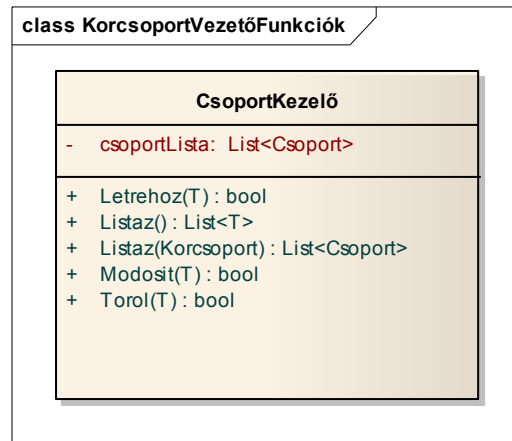 class KorcsoportVezetőFunkciók
CsoportKezelő
- csoportLista: List<Csoport>
+ Letrehoz(T) : bool
+ Listaz() : List<T>
+ Listaz(Korcsoport) : List<Csoport>
+ Modosit(T) : bool
+ Torol(T) : bool